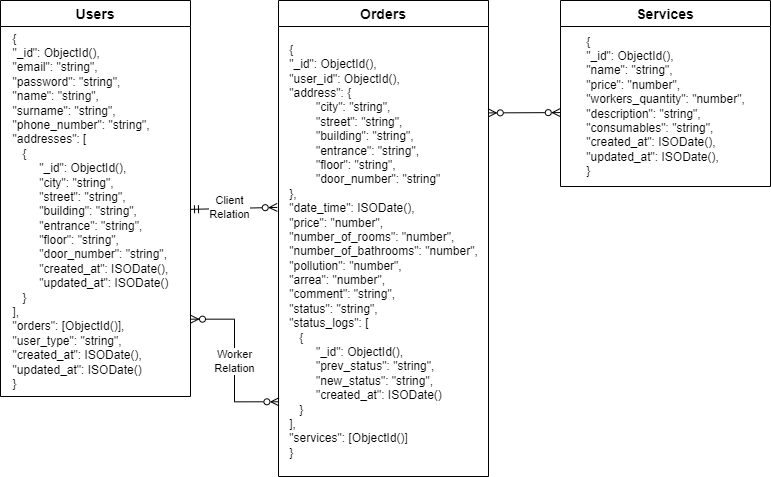 Users
{
"_id": ObjectId(),
"email": "string",
"password": "string",
"name": "string",
"surname": "string",
"phone_number": "string",
"addresses": [
{
"_id": ObjectId(),
"city": "string",
"street": "string",
"building": "string",
"entrance": "string",
"floor": "string",
"door_number": "string",
"created_at": ISODate(),
"updated_at": ISODate()
}
],
"orders": [ObjectId()],
"user_type": "string",
"created_at": ISODate(),
"updated_at": ISODate()
}
Client
Relation
Worker
Relation
Orders
{
"_id": ObjectId(),
"user_id": ObjectId(),
"address": {
"city": "string",
"street": "string",
"building": "string",
"entrance": "string",
"floor": "string",
"door_number": "string"
},
"date_time": ISODate(),
"price": "number",
"number_of_rooms": "number",
"number_of_bathrooms": "number",
"pollution": "number",
"arrea": "number",
"comment": "string",
"status": "string",
"status_logs": [
{
"_id": ObjectId(),
"prev_status": "string",
"new_status": "string",
"created_at": ISODate()
}
],
"services": [ObjectId()]
}
Services
{
"_id": ObjectId(),
"name": "string",
"price": "number",
"workers_quantity": "number",
"description": "string",
"consumables": "string",
"created_at": ISODate(),
"updated_at": ISODate(),
}